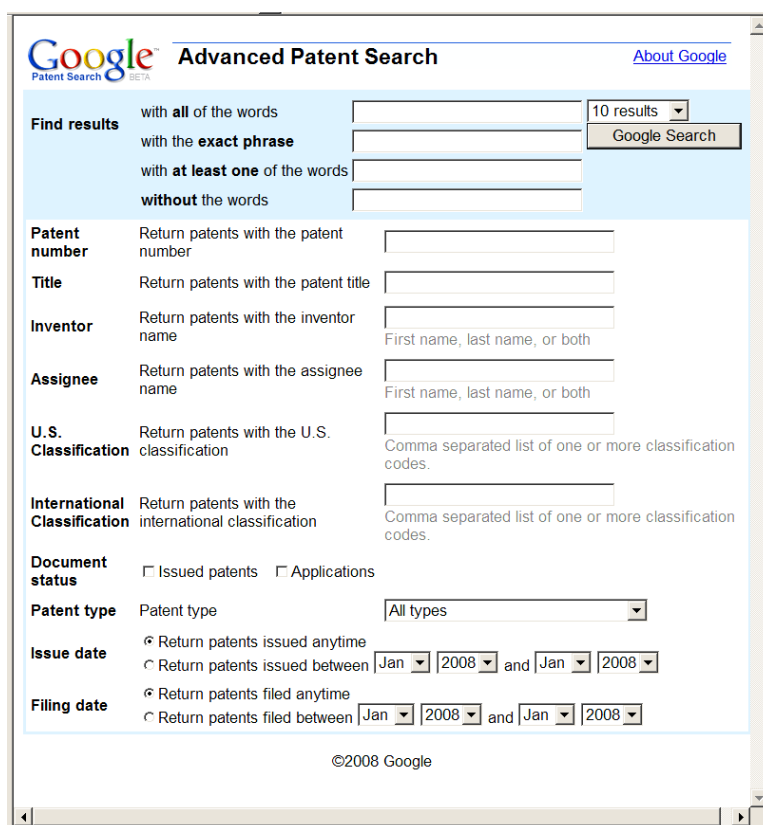 Google™ Advanced Patent Search About Google
Patent Search BETA
Find results with all of the words 10 results
with the exact phrase Google Search
with at least one of the words
without the words
Patent number Return patents with the patent number
Title Return patents with the patent title
Inventor Return patents with the inventor name
First name, last name, or both
Assignee Return patents with the assignee name
First name, last name, or both
U.S. Classification Return patents with the U.S. classification
Comma separated list of one or more classification codes.
International Classification Return patents with the international classification
Comma separated list of one or more classification codes.
Document status Issued patents Applications
Patent type Patent type All types
Issue date Return patents issued anytime
Return patents issued between Jan 2008 and Jan 2008
Filing date Return patents filed anytime
Return patents filed between Jan 2008 and Jan 2008
©2008 Google